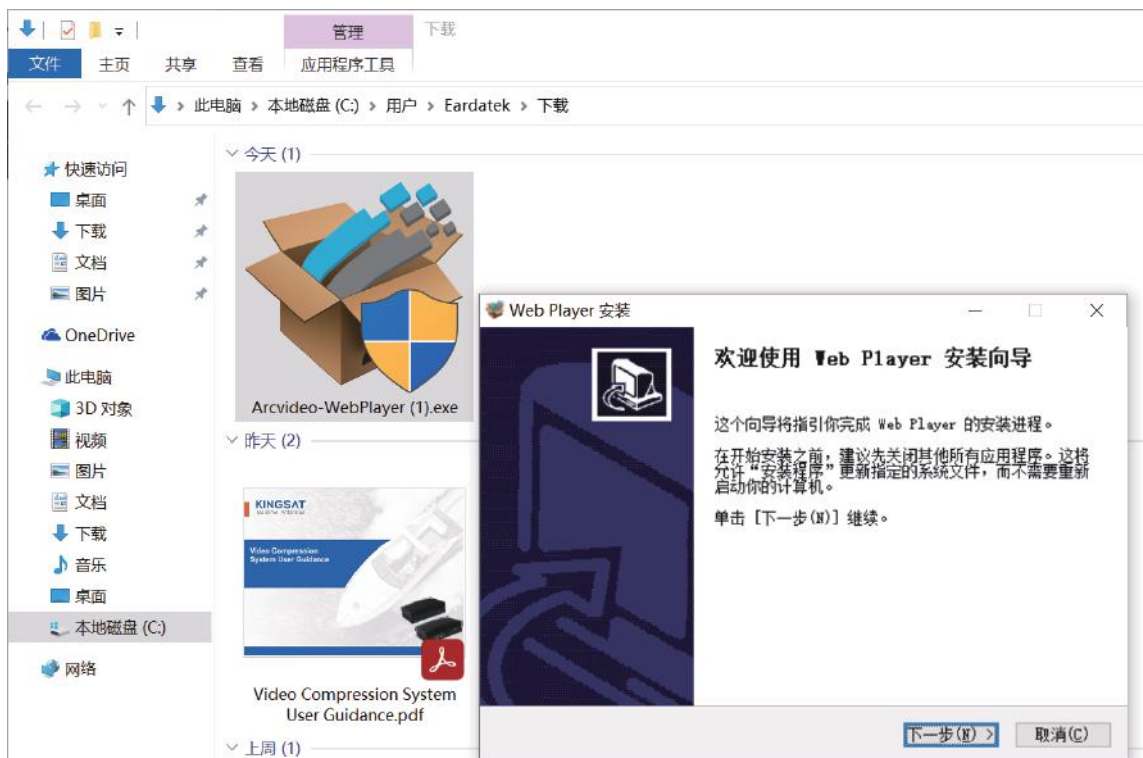 管理
下载
文件
主页
共享
查看
应用程序工具
此电脑 > 本地磁盘 (C:) > 用户 > Eardatek > 下载
快速访问
桌面
下载
文档
图片
OneDrive
此电脑
3D 对象
视频
图片
文档
下载
音乐
桌面
本地磁盘 (C:)
网络
今天 (1)
Arcvideo-WebPlayer (1).exe
昨天 (2)
KINGSAT
Video Compression
System User Guidance
Video Compression System
User Guidance.pdf
上周 (1)
Web Player 安装
欢迎使用 Web Player 安装向导
这个向导将指引你完成 Web Player 的安装进程。
在开始安装之前，建议先关闭其他所有应用程序。这将
允许“安装程序”更新指定的系统文件，而不需要重新
启动你的计算机。
单击 [下一步(N)] 继续。
下一步(N) >
取消(C)